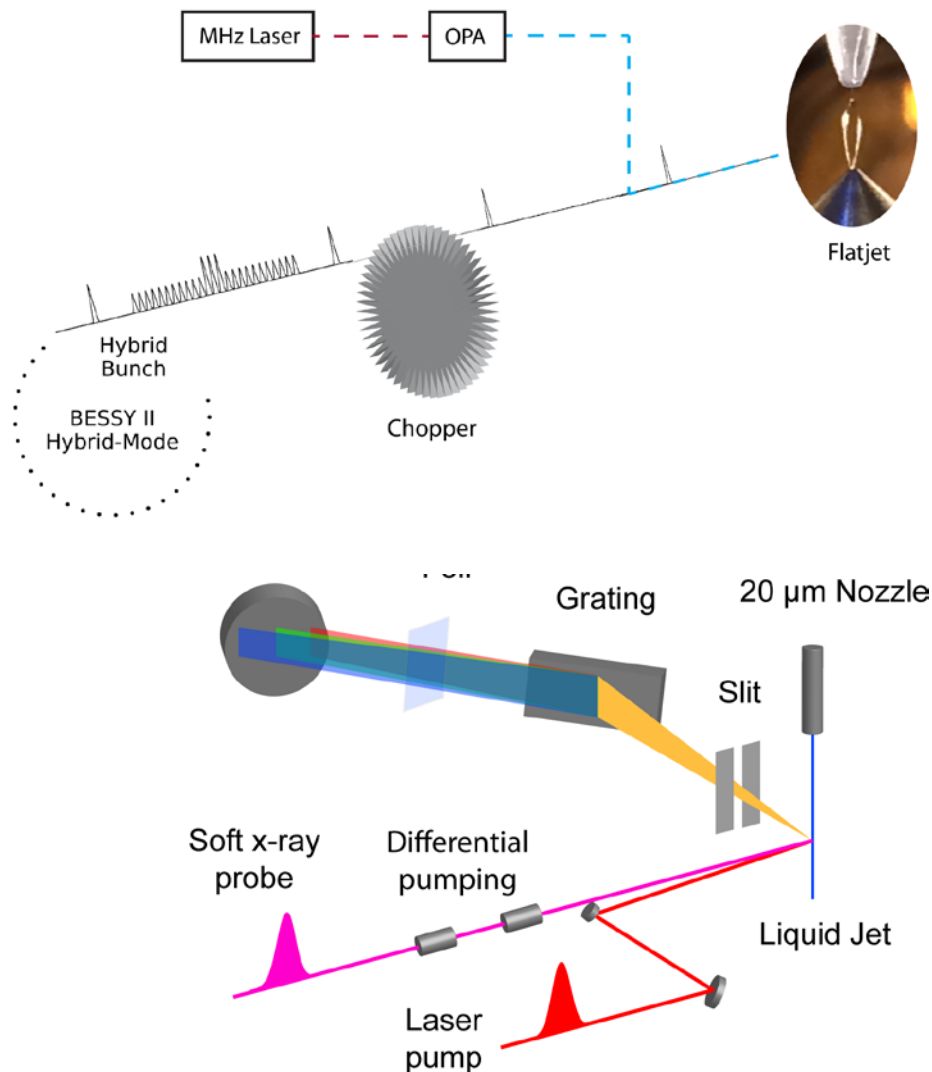 MHz Laser
OPA
Flatjet
Hybrid
Bunch
BESSY II
Hybrid-Mode
Chopper
20 µm Nozzle
Grating
Slit
Soft x-ray
probe
Differential
pumping
Liquid Jet
Laser
pump